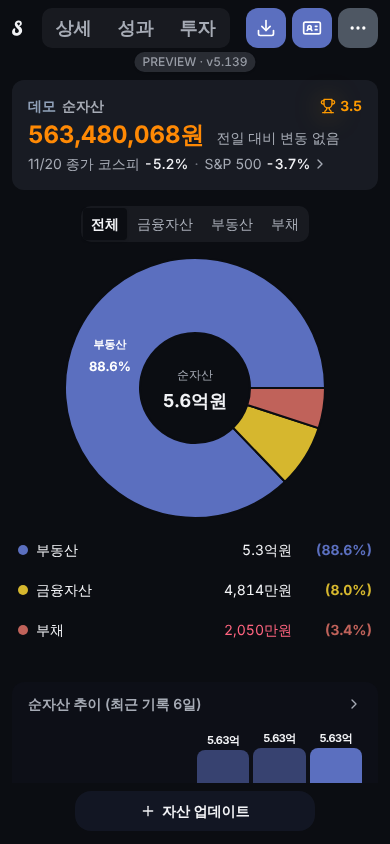 상세 성과 투자
PREVIEW · v5.139
데모 순자산 3.5
563,480,068원 전일 대비 변동 없음
11/20 종가 코스피 -5.2% · S&P 500 -3.7%
전체 금융자산 부동산 부채
부동산
88.6%
순자산
5.6억원
부동산 5.3억원 (88.6%)
금융자산 4,814만원 (8.0%)
부채 2,050만원 (3.4%)
순자산 추이 (최근 기록 6일)
5.63억 5.63억 5.63억
+ 자산 업데이트